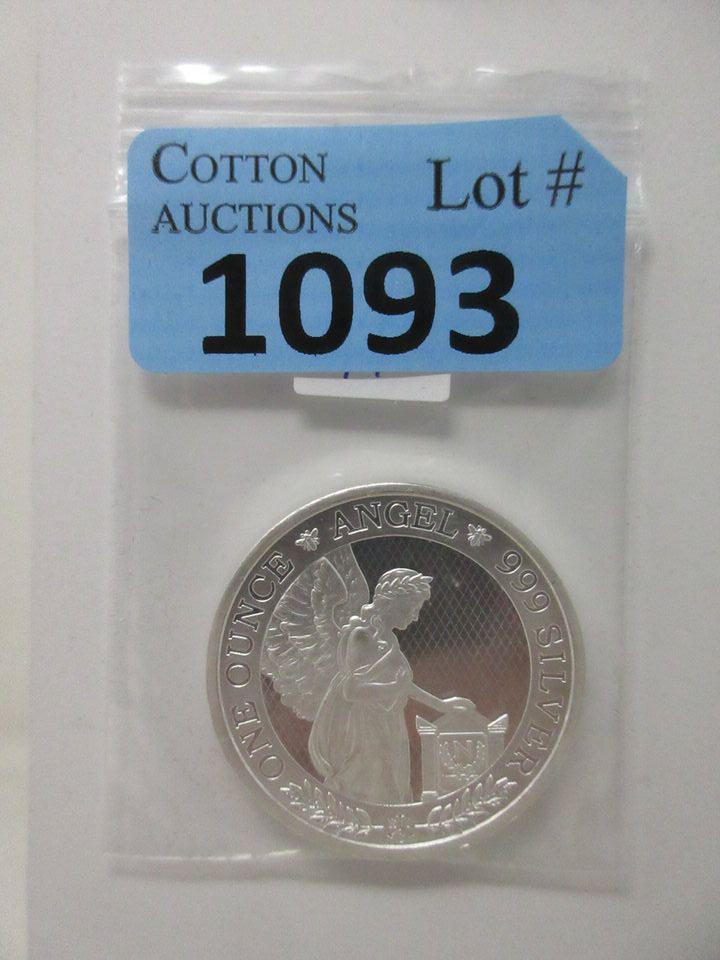 COTTON
AUCTIONS
Lot #
1093
ONE OUNCE ANGEL 999 SILVER
N